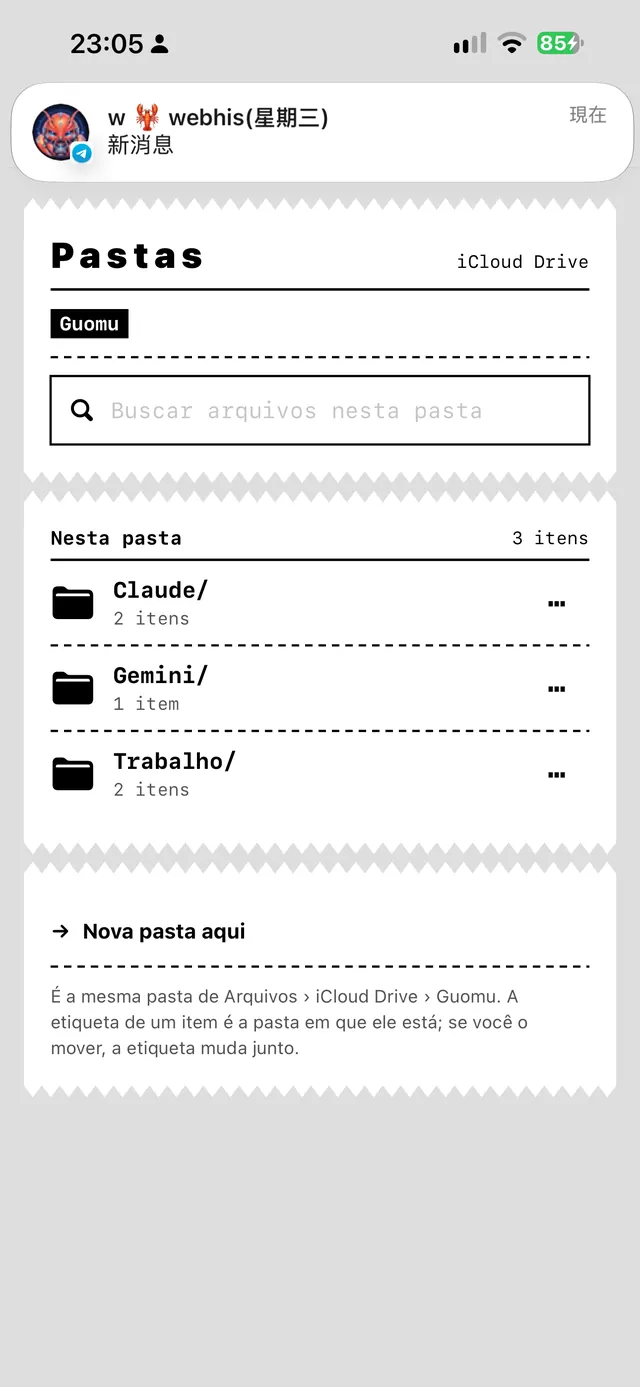 23:05
85
w 🦞 webhis(星期三)
現在
新消息
Pastas
iCloud Drive
Guomu
Buscar arquivos nesta pasta
Nesta pasta
3 itens
Claude/
2 itens
Gemini/
1 item
Trabalho/
2 itens
→ Nova pasta aqui
É a mesma pasta de Arquivos › iCloud Drive › Guomu. A
etiqueta de um item é a pasta em que ele está; se você o
mover, a etiqueta muda junto.